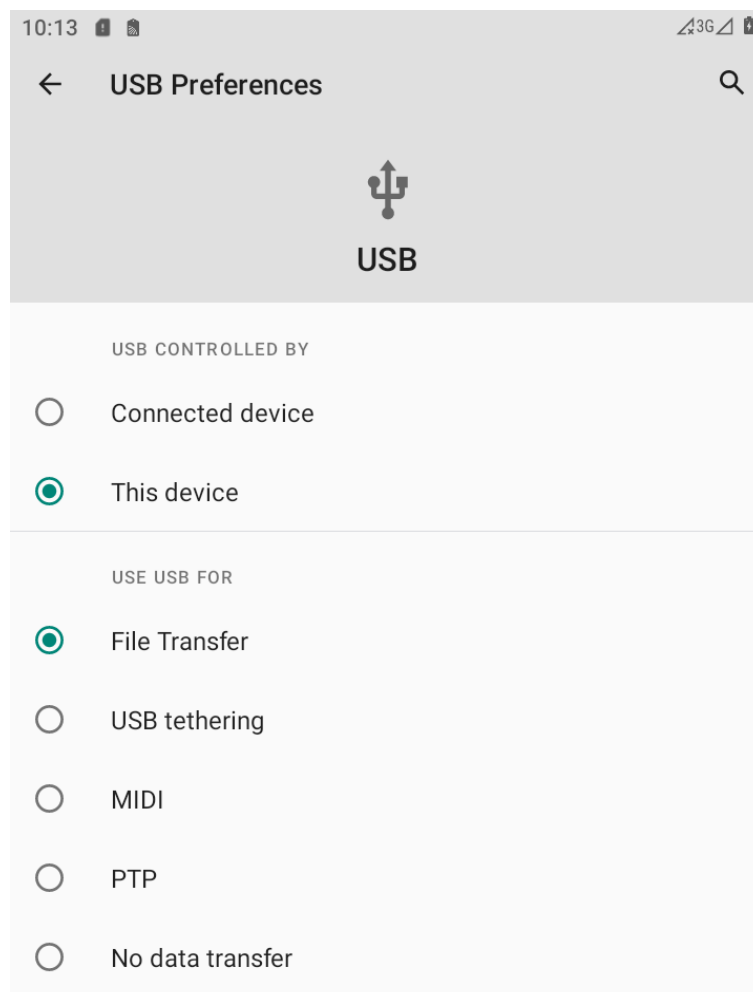 10:13
3G
USB Preferences
USB
USB CONTROLLED BY
Connected device
This device
USE USB FOR
File Transfer
USB tethering
MIDI
PTP
No data transfer